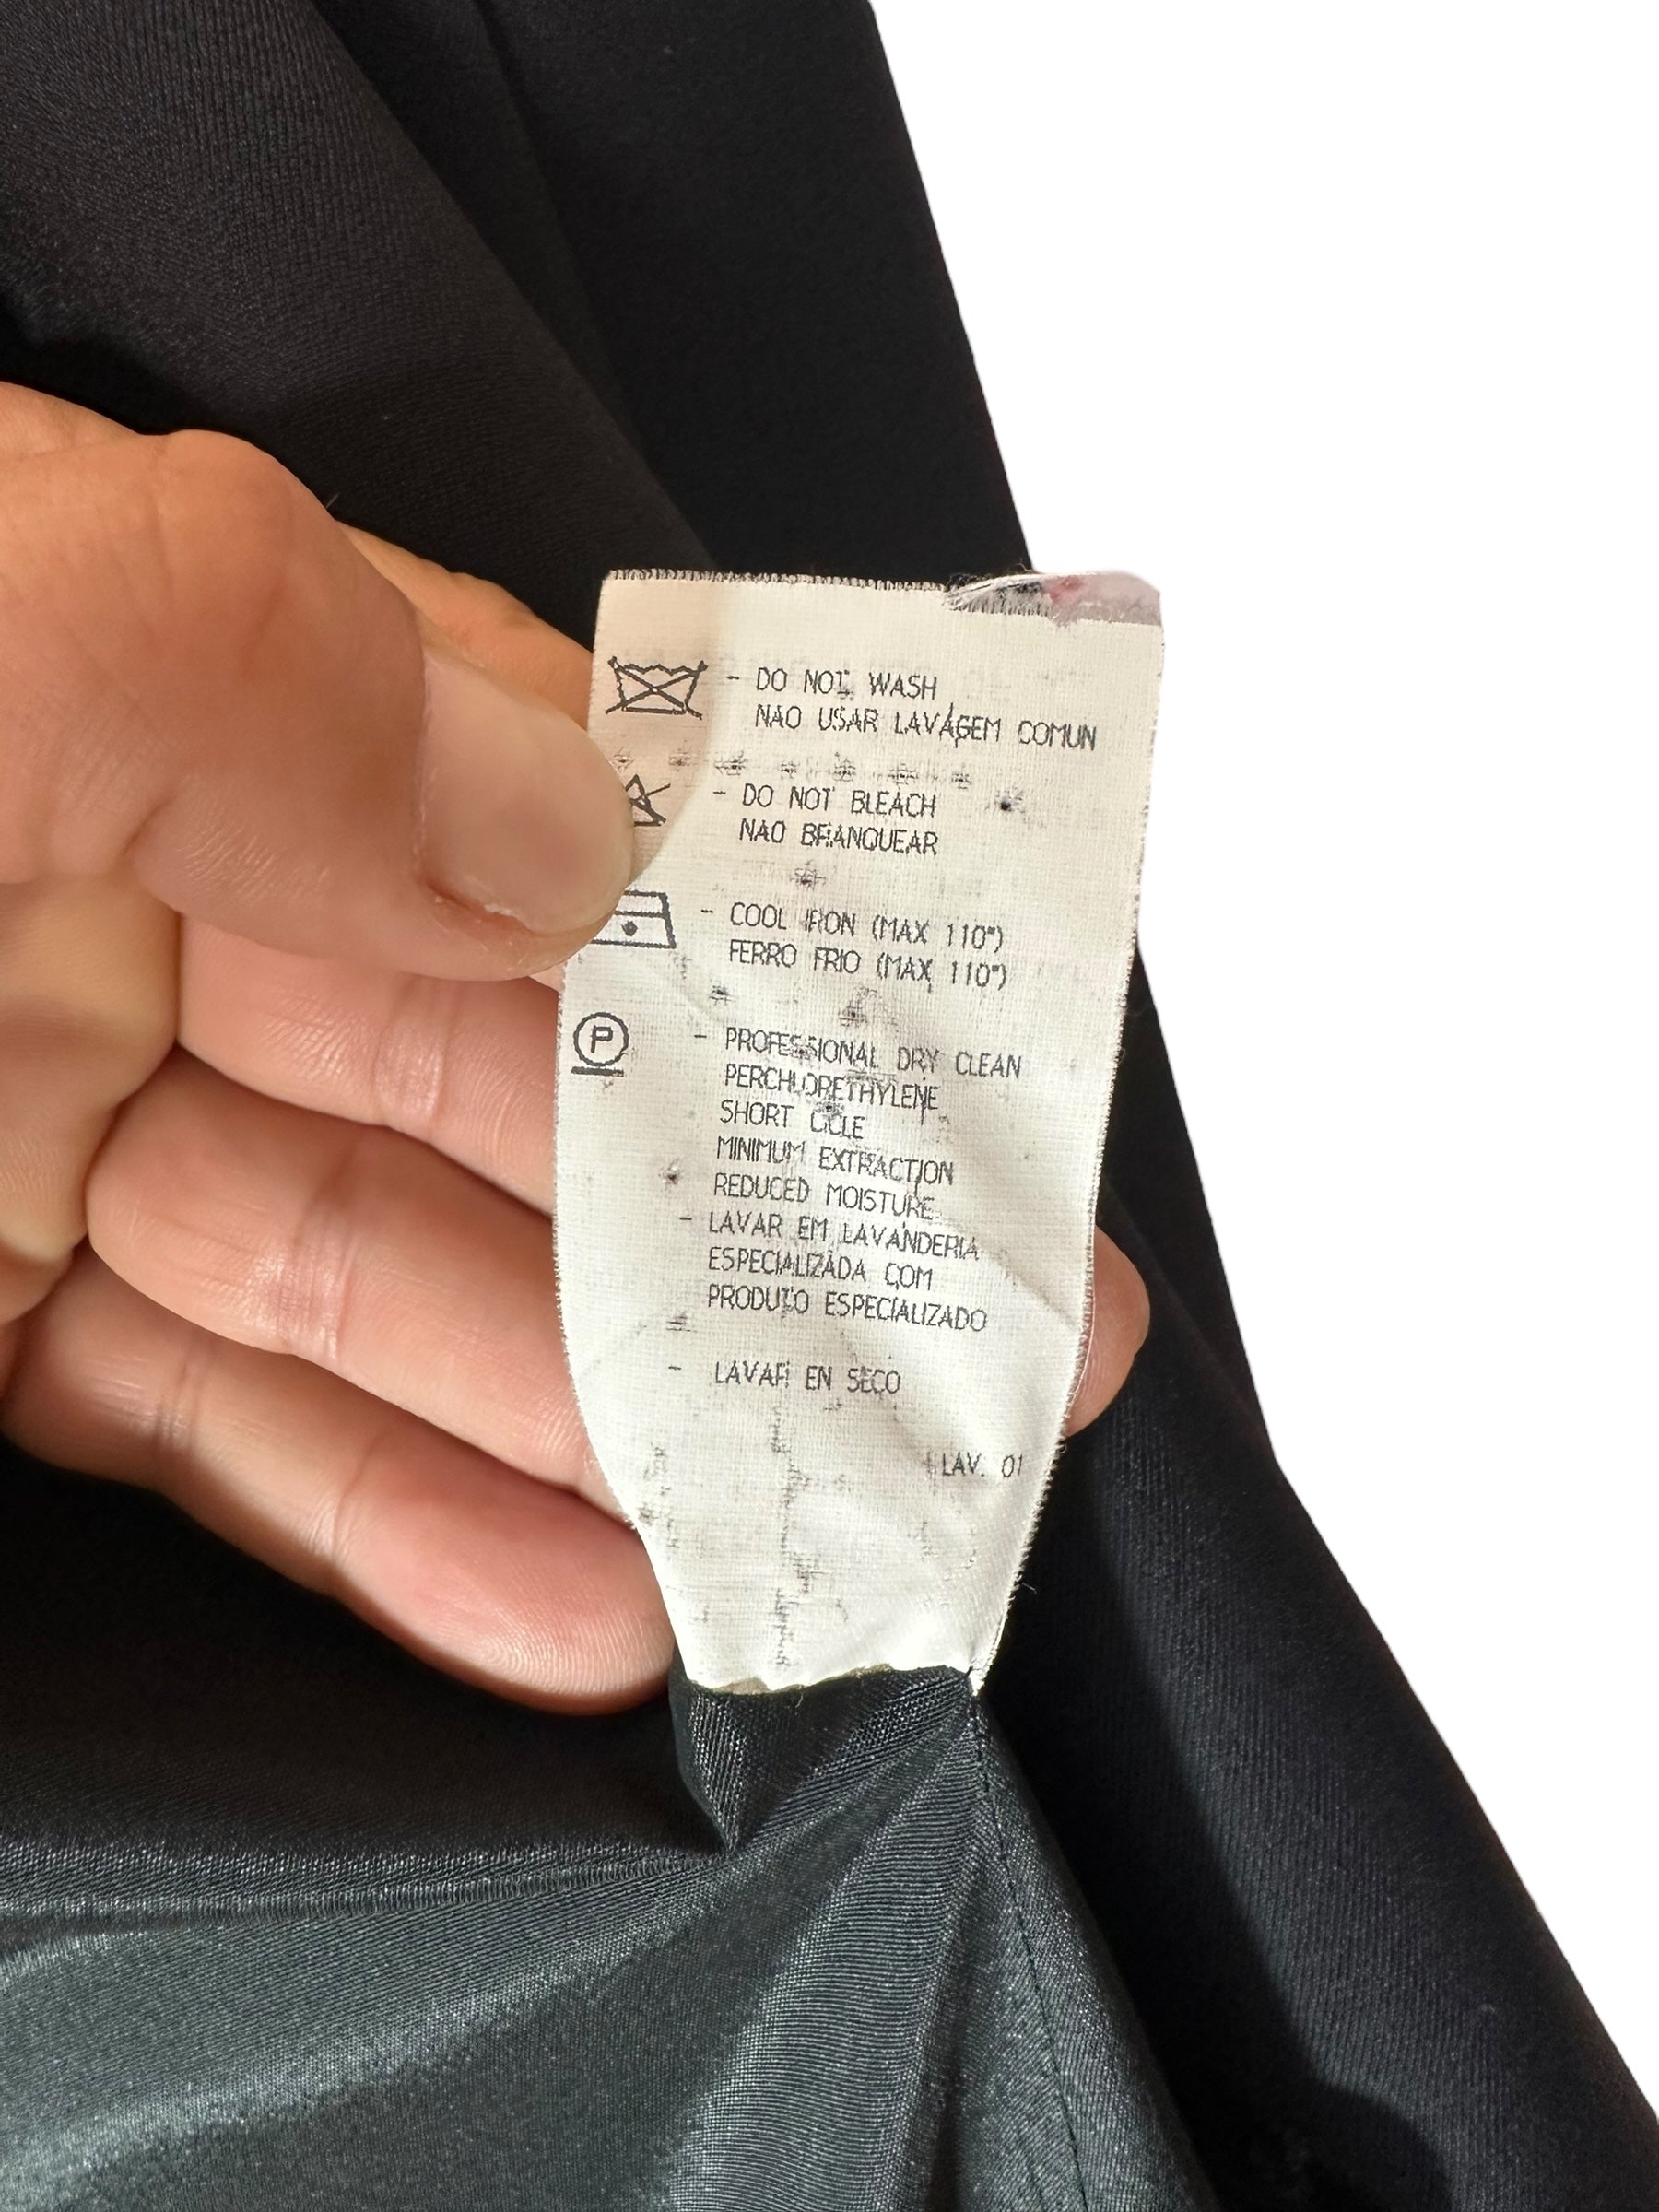 - DO NOT WASH
NAO USAR LAVAGEM COMUN
- DO NOT BLEACH
NAO BRANQUEAR
- COOL IRON (MAX 110°)
FERRO FRIO (MAX 110°)
P
- PROFESSIONAL DRY CLEAN
PERCHLORETHYLENE
SHORT CICLE
MINIMUM EXTRACTION
REDUCED MOISTURE
- LAVAR EM LAVANDERIA
ESPECIALIZADA COM
PRODUTO ESPECIALIZADO
- LAVAR EN SECO
LAV. 01